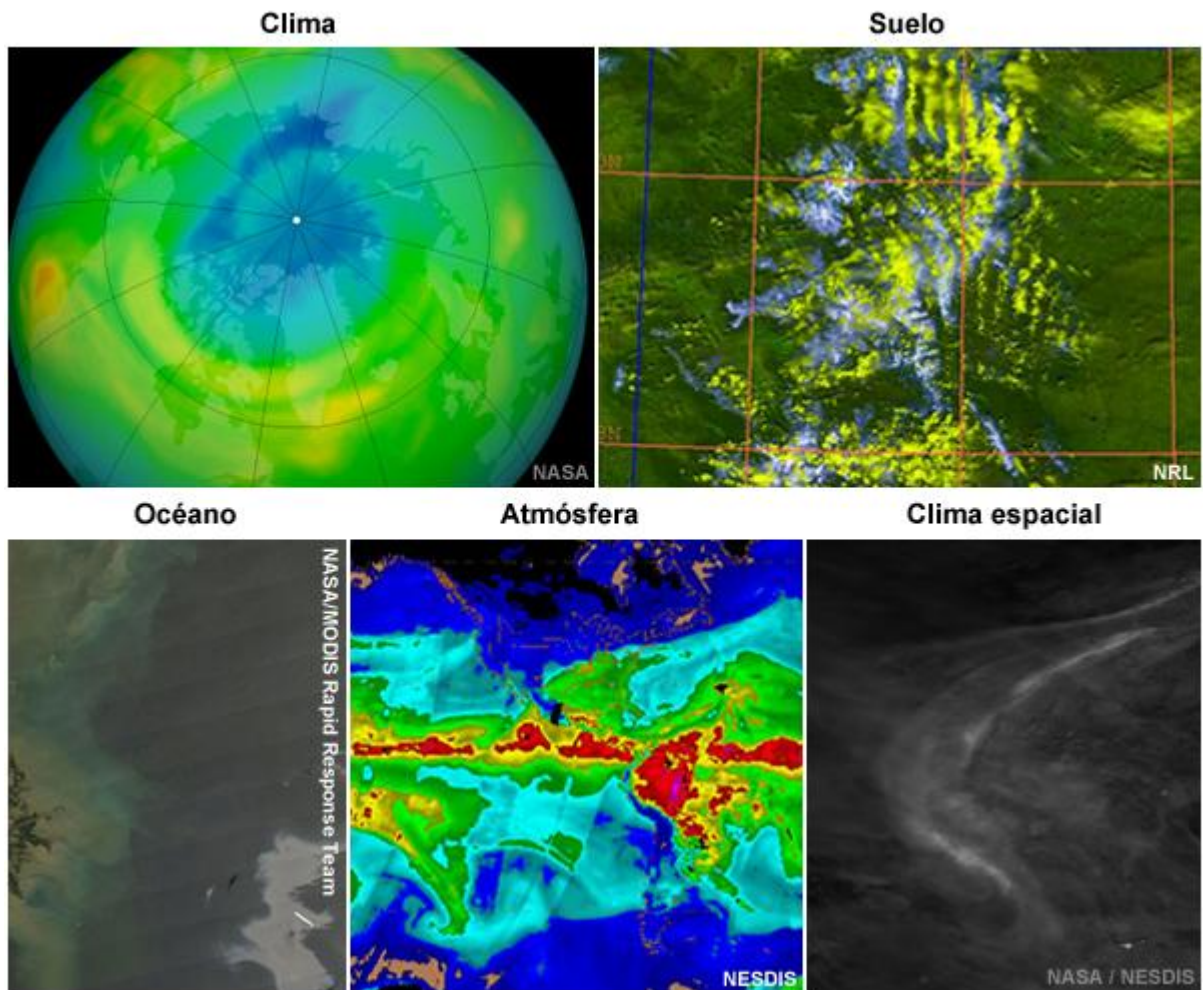 Clima
Suelo
NASA
NRL
Océano
Atmósfera
Clima espacial
NASA/MODIS Rapid Response Team
NESDIS
NASA / NESDIS